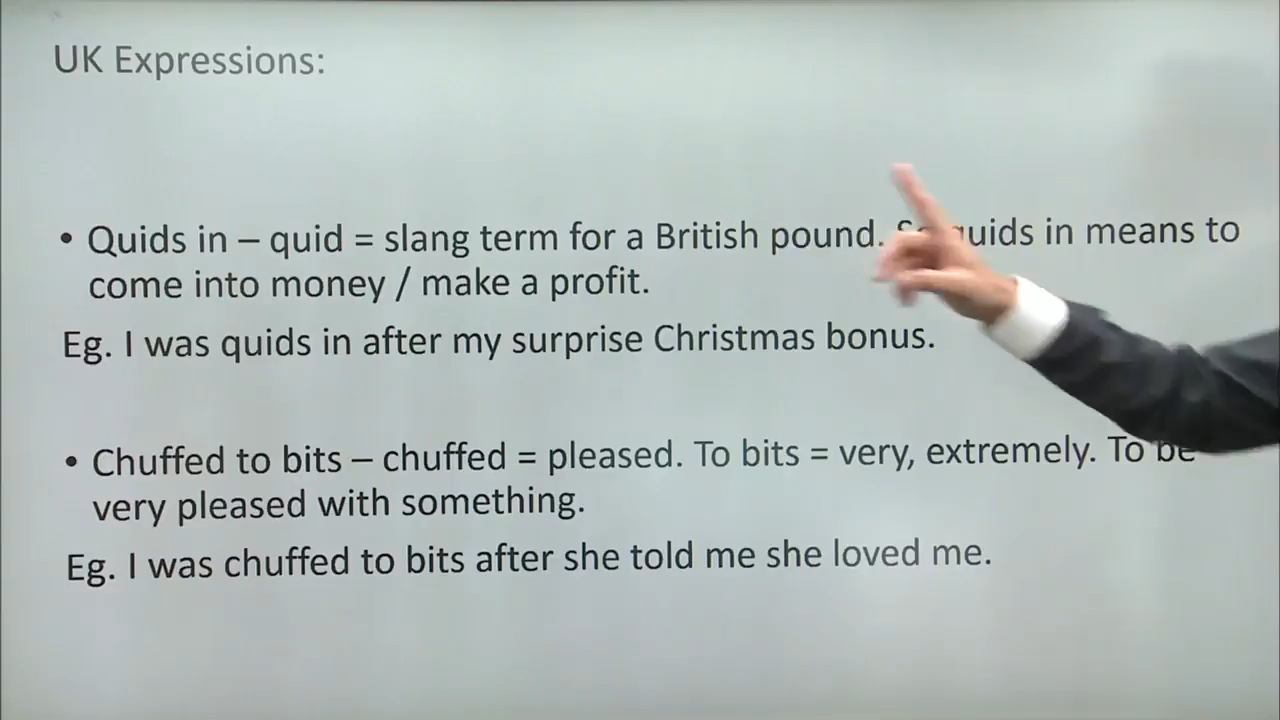 UK Expressions:
• Quids in – quid = slang term for a British pound. So quids in means to
come into money / make a profit.
Eg. I was quids in after my surprise Christmas bonus.
• Chuffed to bits – chuffed = pleased. To bits = very, extremely. To be
very pleased with something.
Eg. I was chuffed to bits after she told me she loved me.